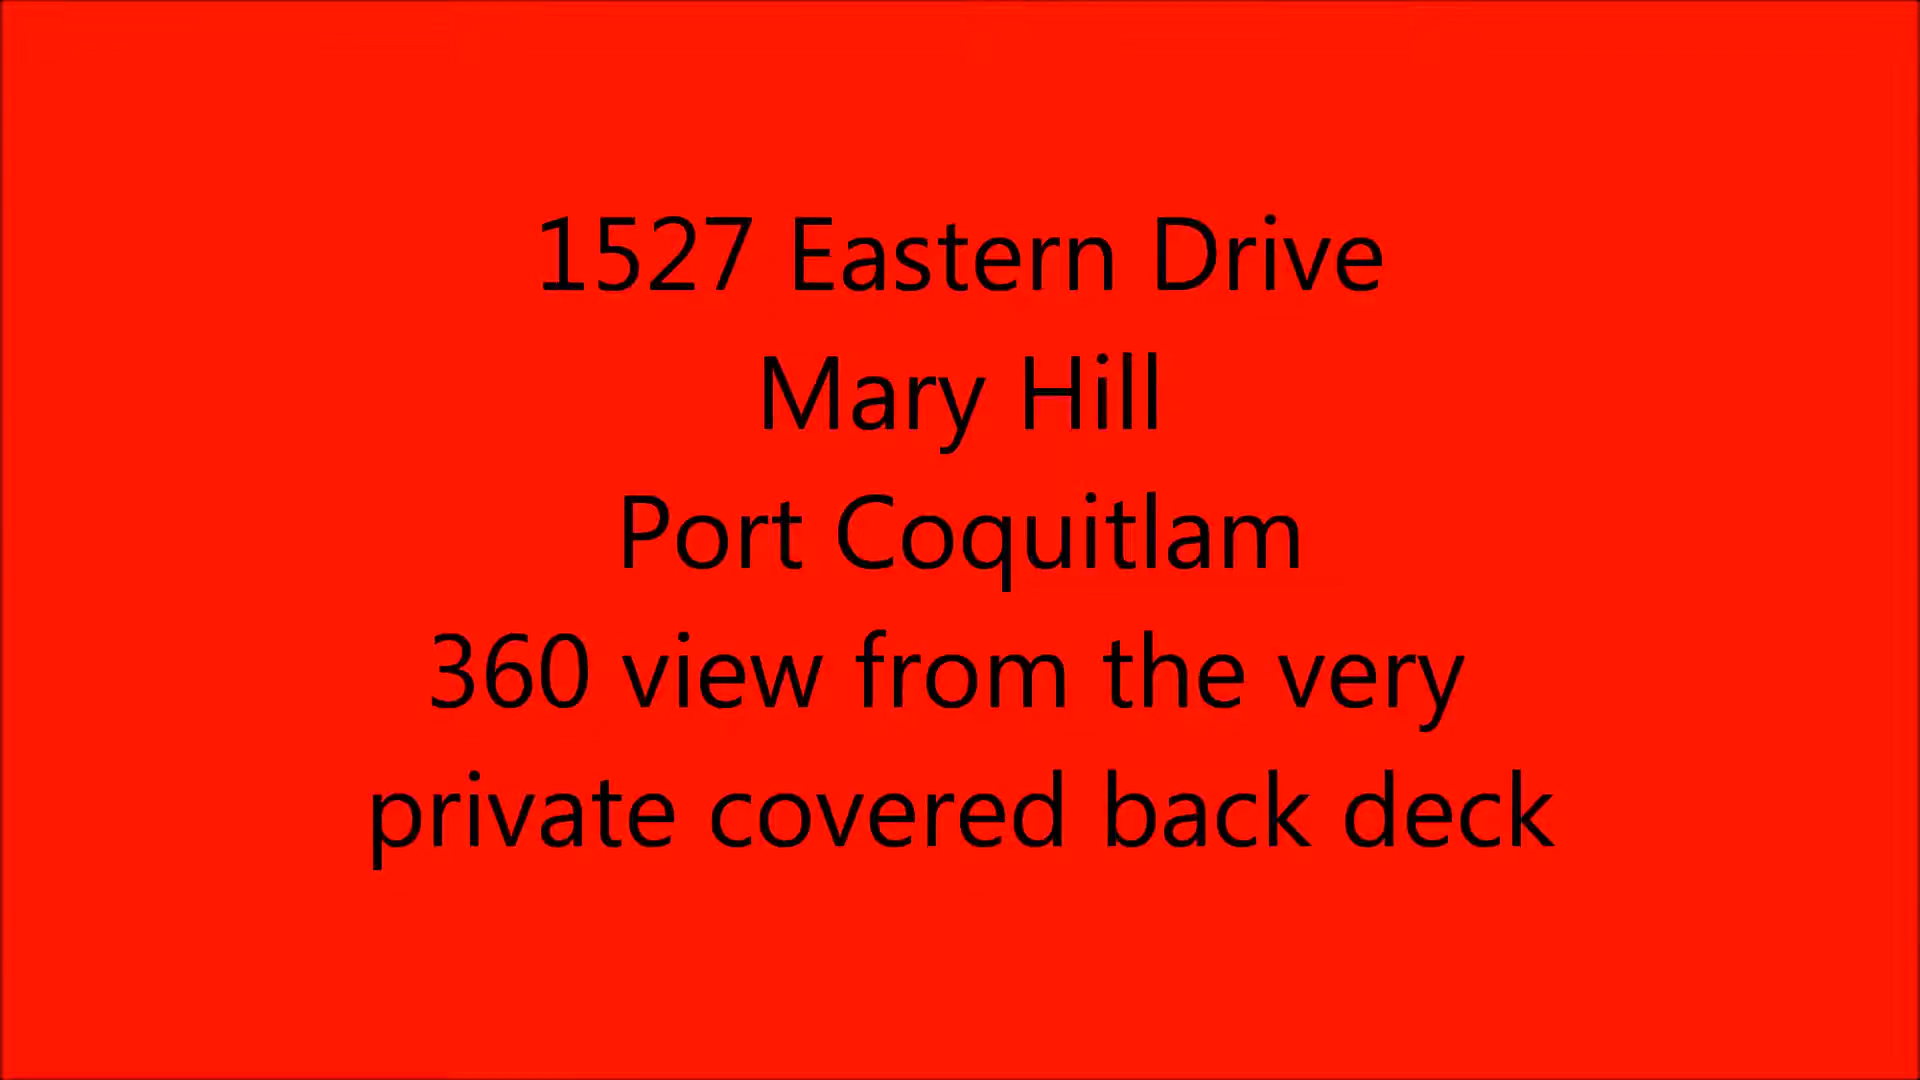 1527 Eastern Drive
Mary Hill
Port Coquitlam
360 view from the very
private covered back deck